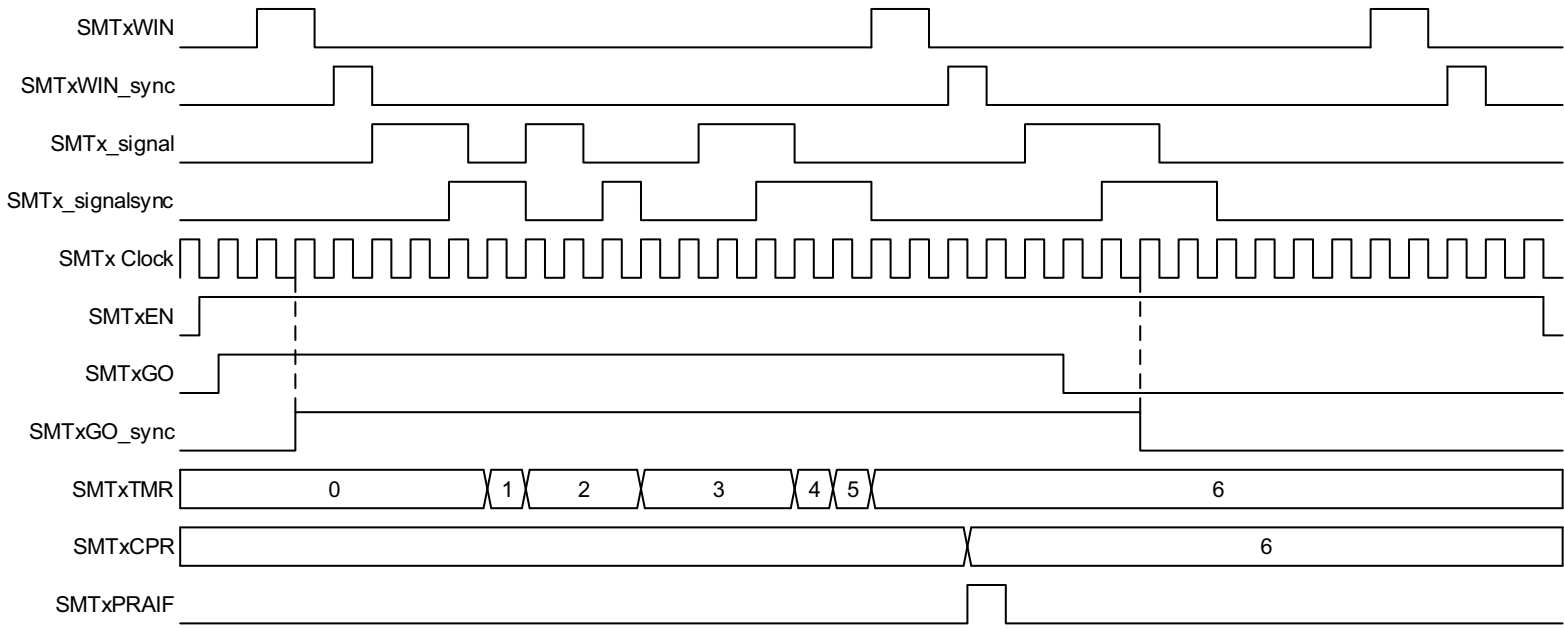 SMTxWIN
SMTxWIN_sync
SMTx_signal
SMTx_signalsync
SMTx Clock
SMTxEN
SMTxGO
SMTxGO_sync
SMTxTMR 0 1 2 3 4 5 6
SMTxCPR 6
SMTxPRAIF